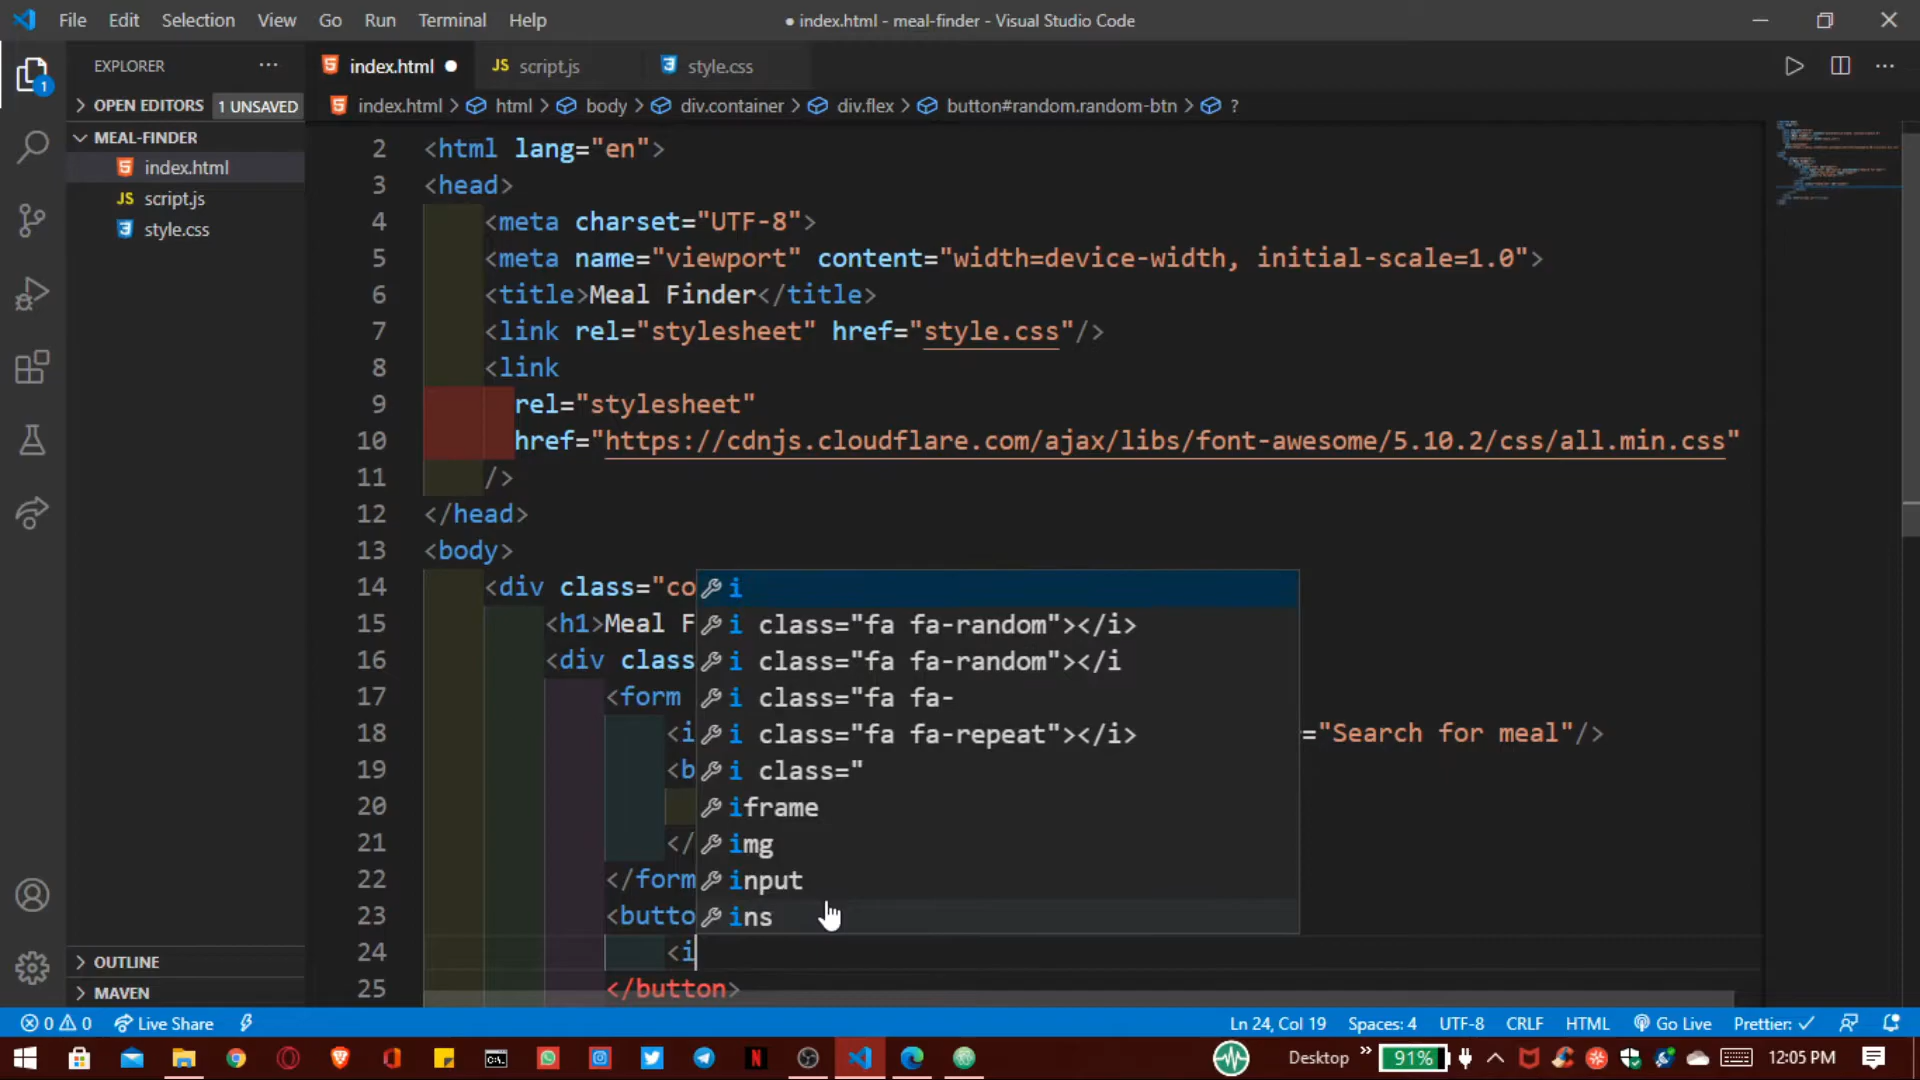 File Edit Selection View Go Run Terminal Help
● index.html - meal-finder - Visual Studio Code
EXPLORER ···
index.html ●
JS script.js
style.css
OPEN EDITORS 1 UNSAVED
index.html > html > body > div.container > div.flex > button#random.random-btn > ?
MEAL-FINDER
index.html
JS script.js
style.css
1
2 <html lang="en">
3 <head>
4 <meta charset="UTF-8">
5 <meta name="viewport" content="width=device-width, initial-scale=1.0">
6 <title>Meal Finder</title>
7 <link rel="stylesheet" href="style.css"/>
8 <link
9 rel="stylesheet"
10 href="https://cdnjs.cloudflare.com/ajax/libs/font-awesome/5.10.2/css/all.min.css"
11 />
12 </head>
13 <body>
14 <div class="co
15 <h1>Meal F
16 <div class
17 <form
18 <i ="Search for meal"/>
19 <b
20
21 </
22 </form
23 <butto
24 <i
25 </button>
i
i class="fa fa-random"></i>
i class="fa fa-random"></i
i class="fa fa-
i class="fa fa-repeat"></i>
i class="
iframe
img
input
ins
OUTLINE
MAVEN
0 0 Live Share
Ln 24, Col 19 Spaces: 4 UTF-8 CRLF HTML Go Live Prettier: ✓
Desktop » 91% 12:05 PM